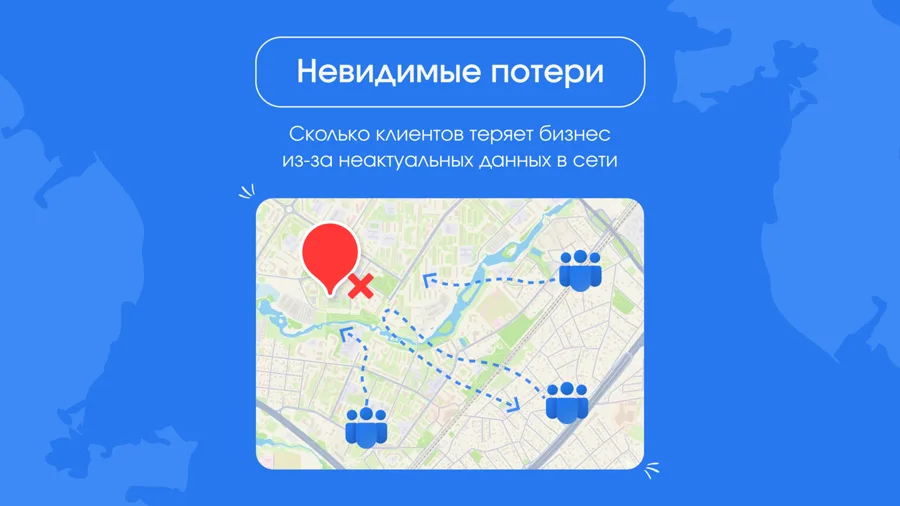 Невидимые потери
Сколько клиентов теряет бизнес
из-за неактуальных данных в сети